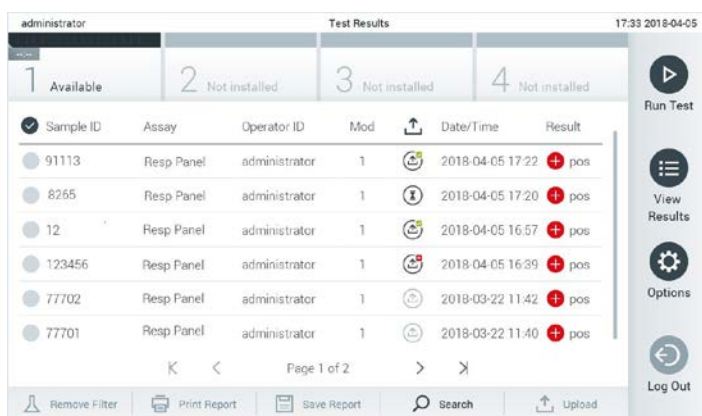 administrator Test Results 17:33 2018-04-05
1 Available 2 Not installed 3 Not installed 4 Not installed
Run Test
Sample ID Assay Operator ID Mod Date/Time Result
91113 Resp Panel administrator 1 2018-04-05 17:22 pos
8265 Resp Panel administrator 1 2018-04-05 17:20 pos
View Results
12 Resp Panel administrator 1 2018-04-05 16:57 pos
123456 Resp Panel administrator 1 2018-04-05 16:39 pos
Options
77702 Resp Panel administrator 1 2018-03-22 11:42 pos
77701 Resp Panel administrator 1 2018-03-22 11:40 pos
Page 1 of 2
Log Out
Remove Filter Print Report Save Report Search Upload